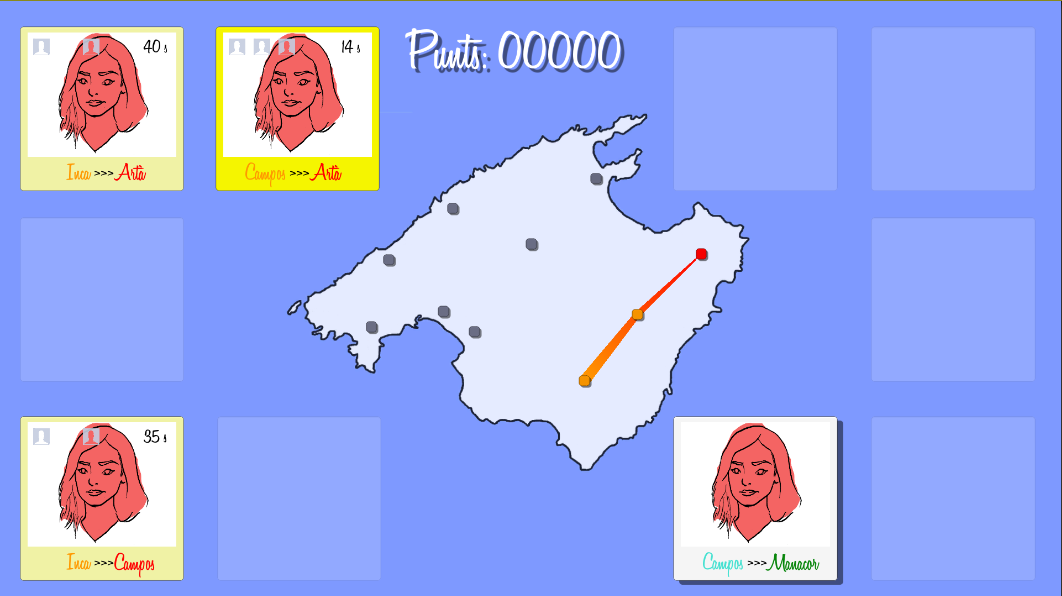 40 s
Inca >>> Artà
14 s
Campos >>> Artà
Punts: 00000
35 s
Inca >>> Campos
Campos >>> Manacor